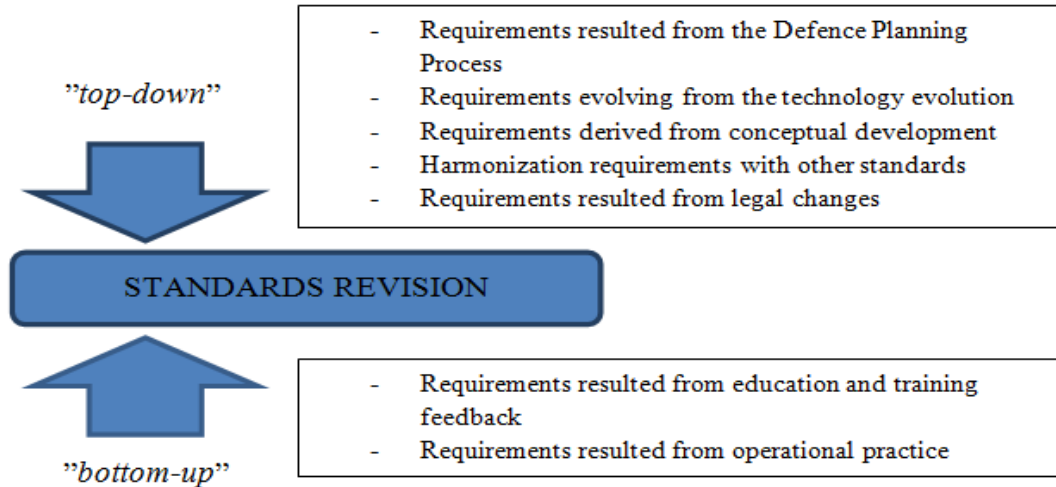 - Requirements resulted from the Defence Planning
Process
- Requirements evolving from the technology evolution
- Requirements derived from conceptual development
- Harmonization requirements with other standards
- Requirements resulted from legal changes
”top-down”
STANDARDS REVISION
- Requirements resulted from education and training
feedback
- Requirements resulted from operational practice
”bottom-up”